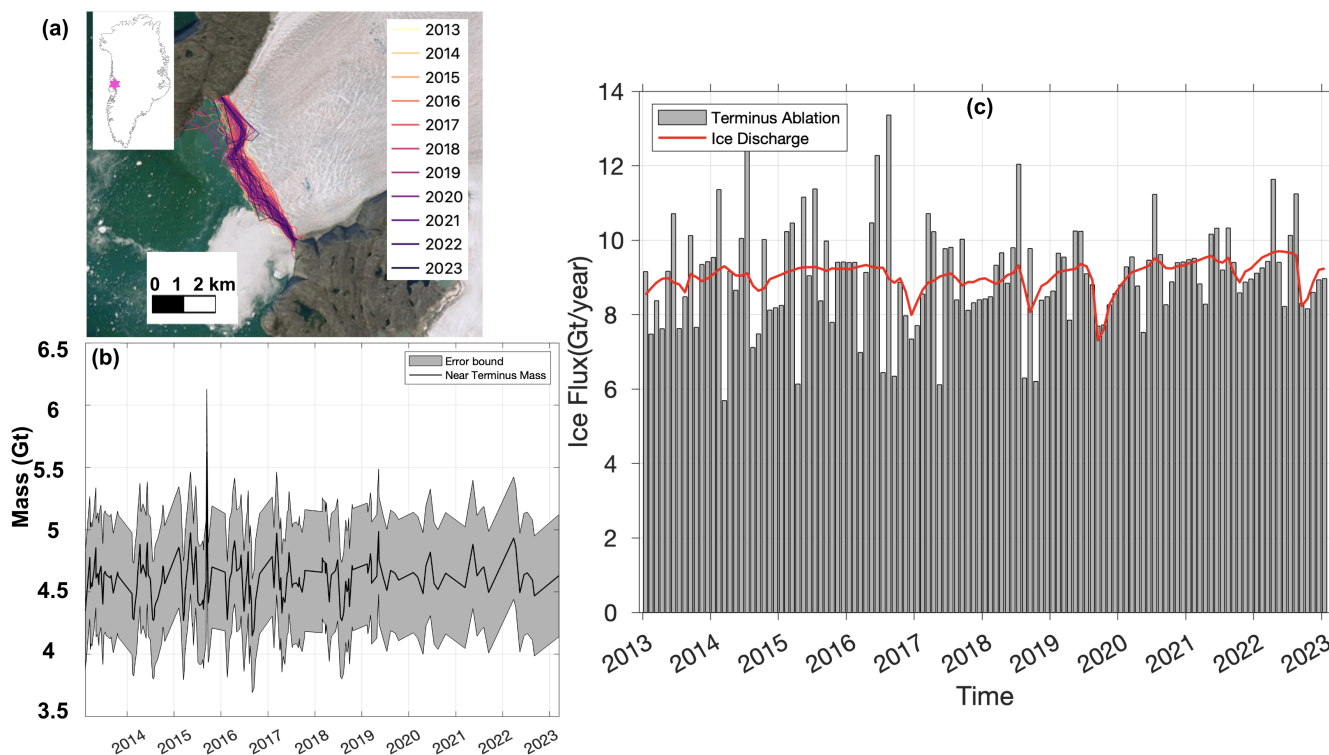 (a)
2013
2014
2015
2016
2017
2018
2019
2020
2021
2022
2023
0 1 2 km
(b)
Error bound
Near Terminus Mass
Mass (Gt)
6.5
6
5.5
5
4.5
4
3.5
2014 2015 2016 2017 2018 2019 2020 2021 2022 2023
(c)
Terminus Ablation
Ice Discharge
Ice Flux(Gt/year)
14
12
10
8
6
4
2
0
2013 2014 2015 2016 2017 2018 2019 2020 2021 2022 2023
Time